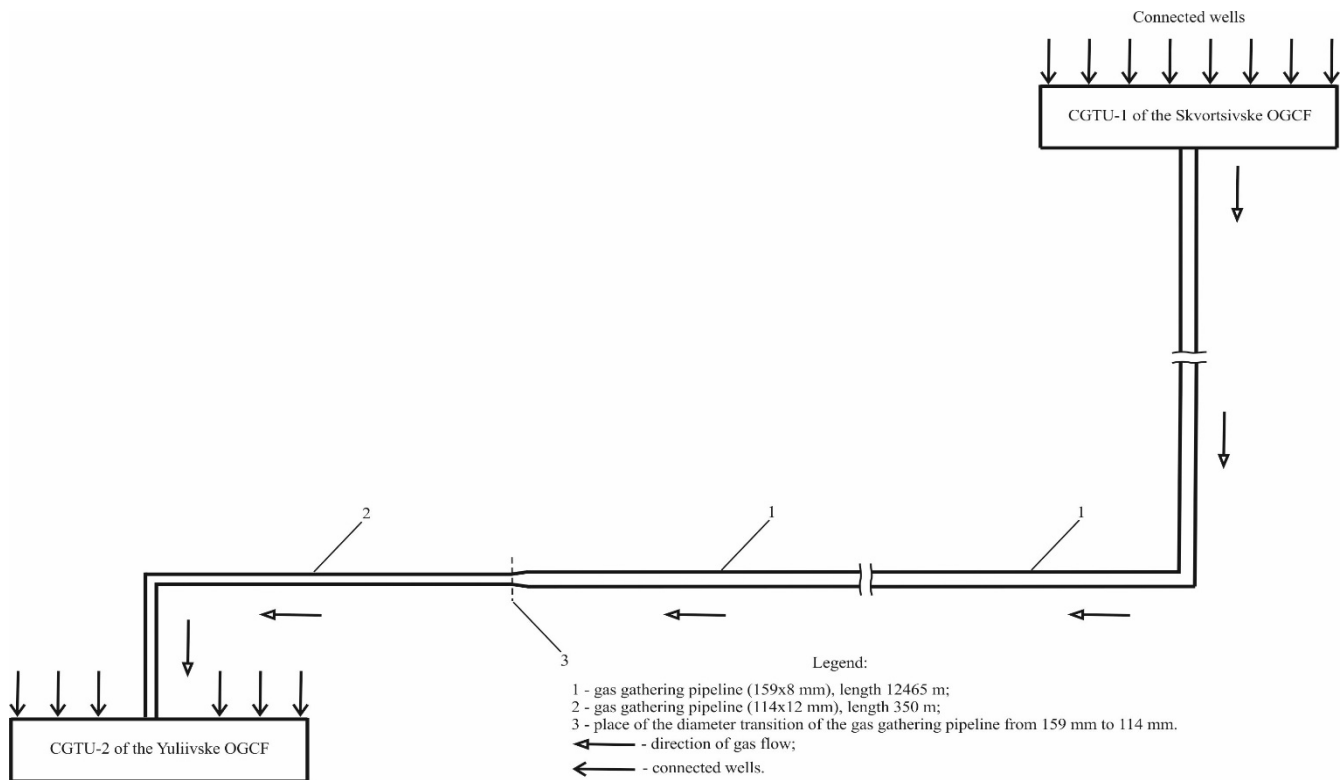 Connected wells
CGTU-1 of the Skvortsivske OGCF
2
1
1
3
CGTU-2 of the Yuliivske OGCF
Legend:
1 - gas gathering pipeline (159x8 mm), length 12465 m;
2 - gas gathering pipeline (114x12 mm), length 350 m;
3 - place of the diameter transition of the gas gathering pipeline from 159 mm to 114 mm.
- direction of gas flow;
- connected wells.